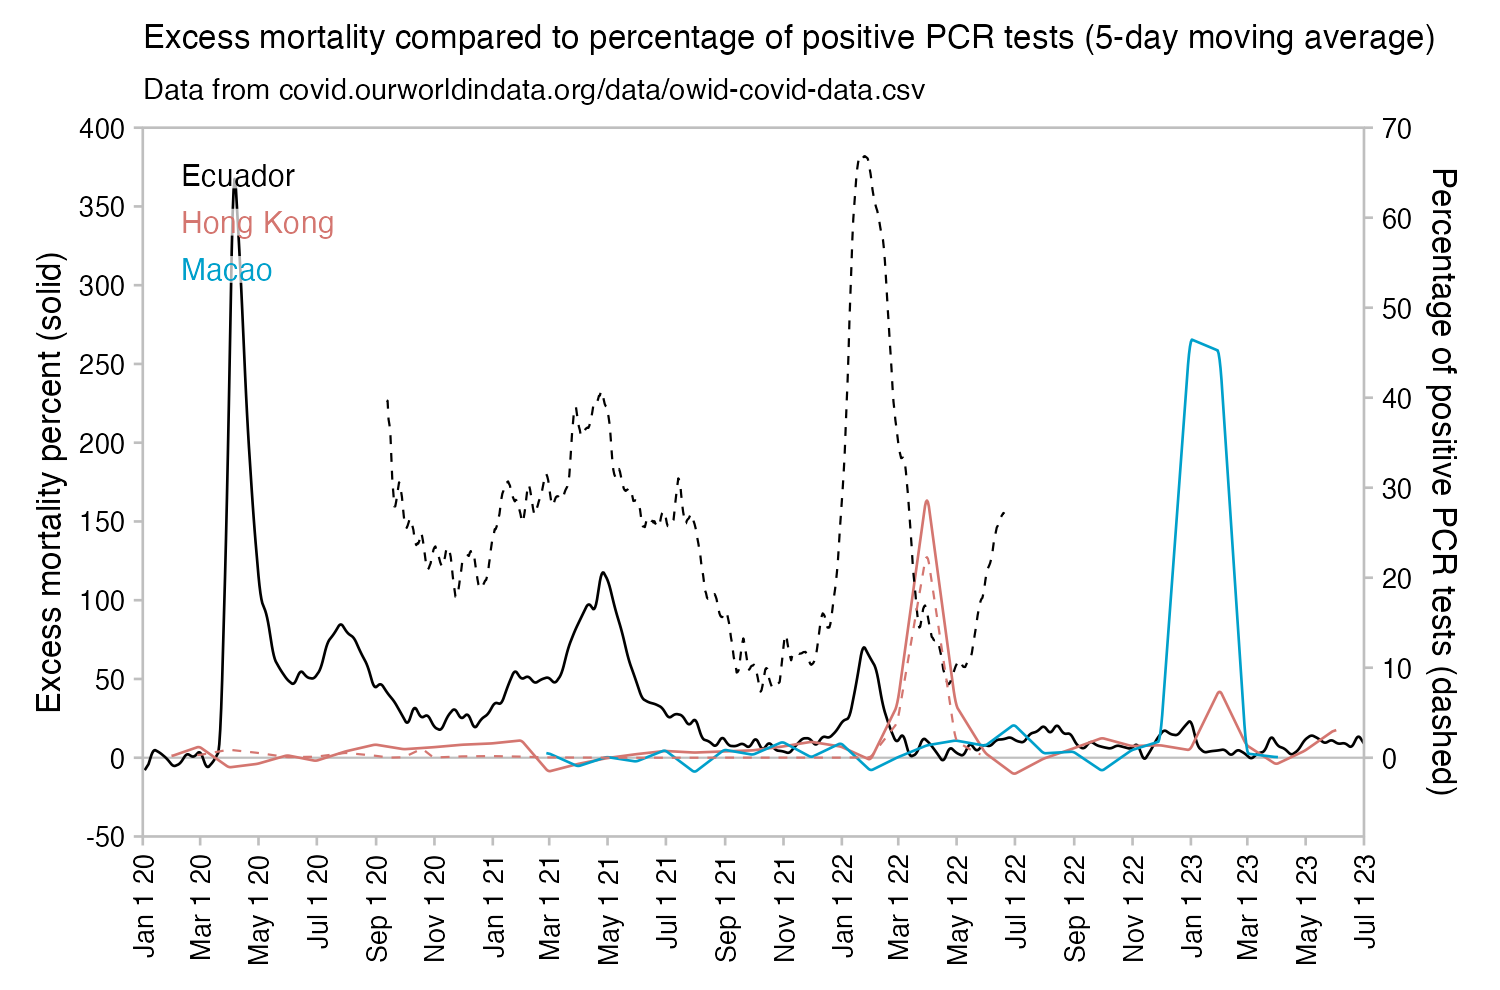 Excess mortality compared to percentage of positive PCR tests (5-day moving average)
Data from covid.ourworldindata.org/data/owid-covid-data.csv
Ecuador
Hong Kong
Macao
Excess mortality percent (solid)
400
350
300
250
200
150
100
50
0
-50
Percentage of positive PCR tests (dashed)
70
60
50
40
30
20
10
0
Jan 1 20
Mar 1 20
May 1 20
Jul 1 20
Sep 1 20
Nov 1 20
Jan 1 21
Mar 1 21
May 1 21
Jul 1 21
Sep 1 21
Nov 1 21
Jan 1 22
Mar 1 22
May 1 22
Jul 1 22
Sep 1 22
Nov 1 22
Jan 1 23
Mar 1 23
May 1 23
Jul 1 23